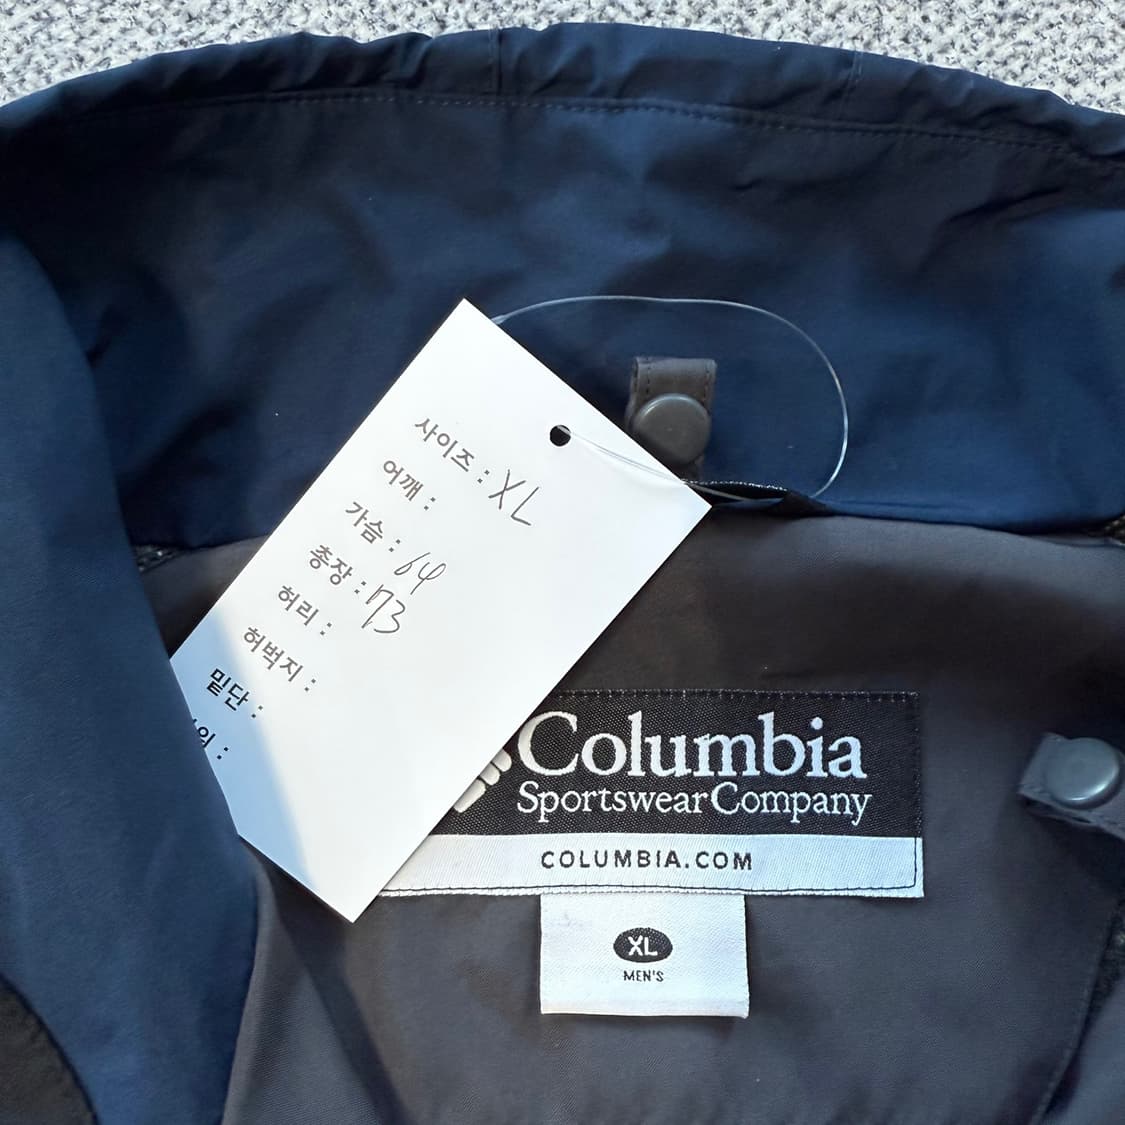 사이즈 : XL
어깨 :
가슴 : 64
총장 : 73
허리 :
허벅지 :
밑단 :
Columbia
Sportswear Company
COLUMBIA.COM
XL
MEN'S